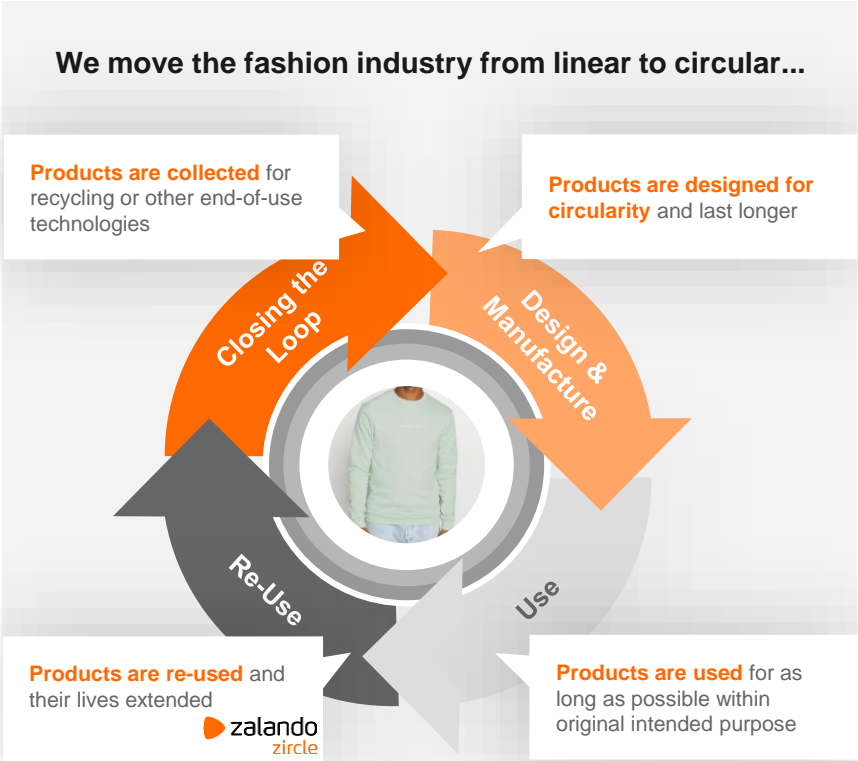 We move the fashion industry from linear to circular...
Products are collected for
recycling or other end-of-use
technologies
Products are designed for
circularity and last longer
Closing the
Loop
Design &
Manufacture
Re-Use
Use
Products are re-used and
their lives extended
zalando
zircle
Products are used for as
long as possible within
original intended purpose